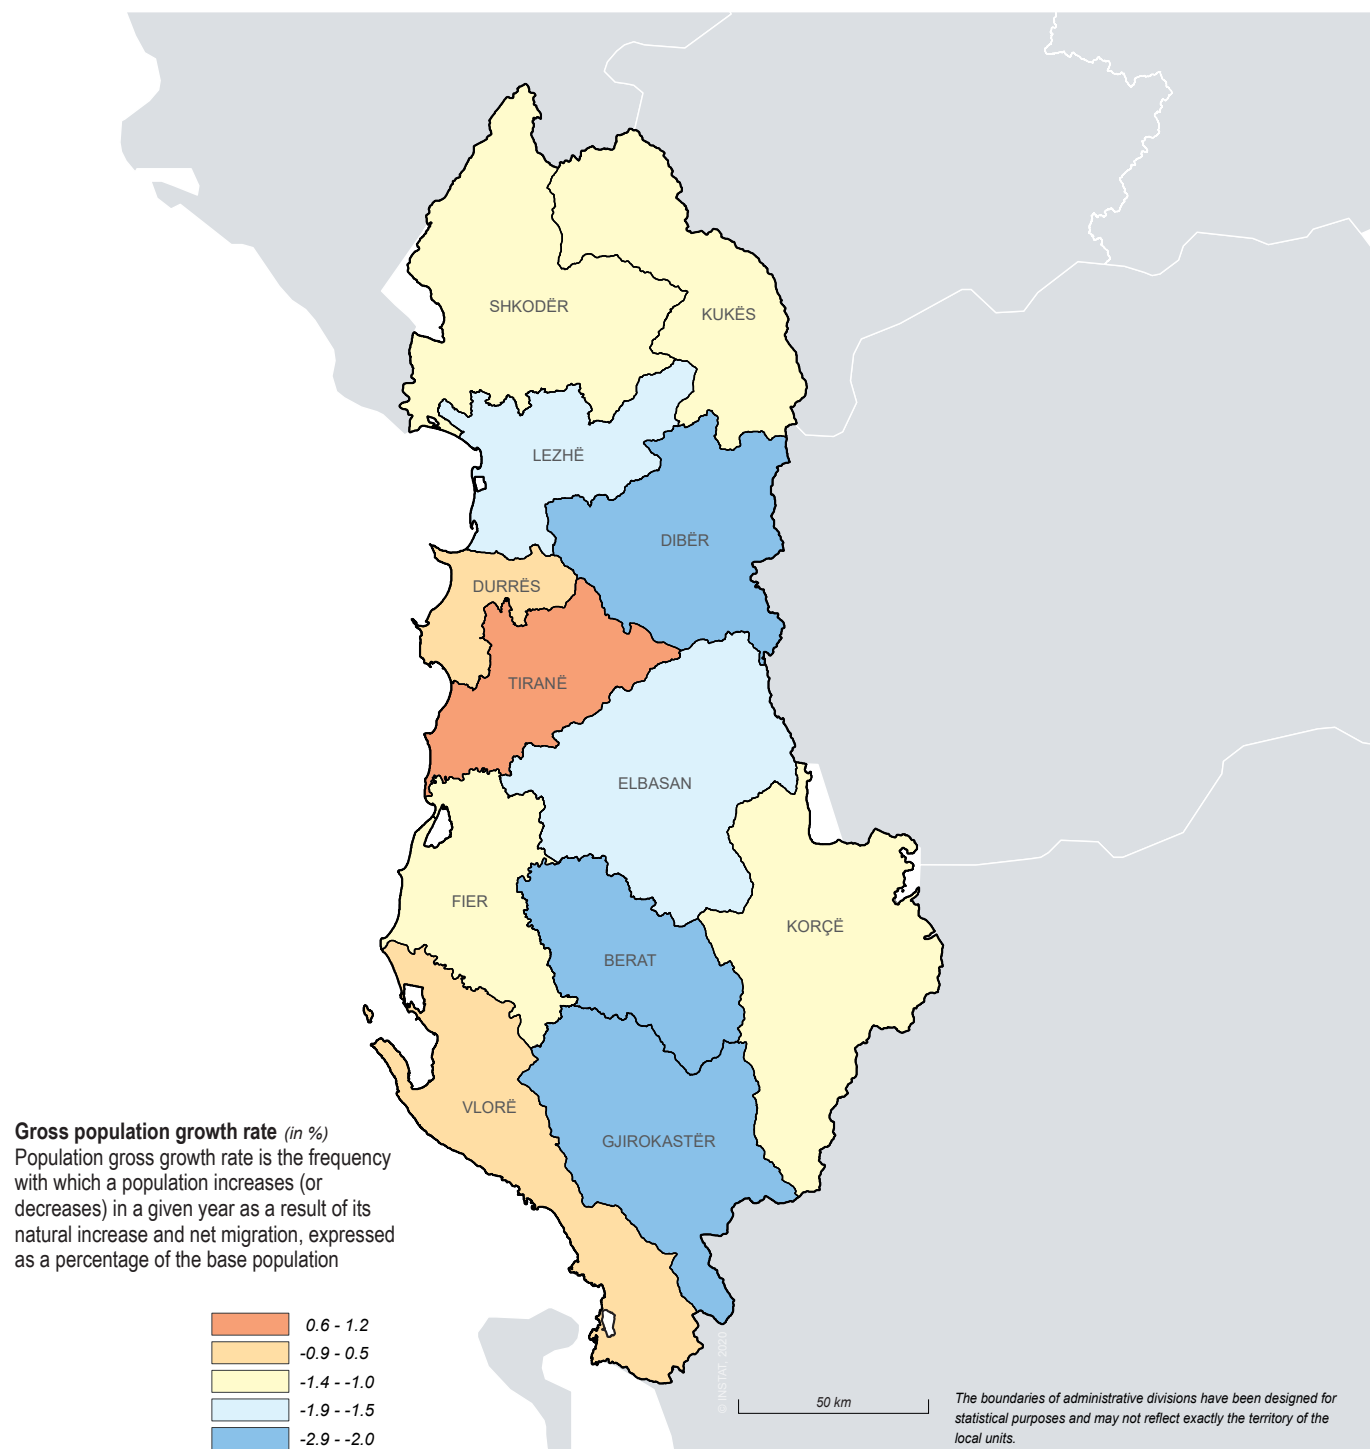 SHKODËR
KUKËS
LEZHË
DIBËR
DURRËS
TIRANË
ELBASAN
FIER
KORÇË
BERAT
VLORË
GJIROKASTËR
Gross population growth rate (in %)
Population gross growth rate is the frequency
with which a population increases (or
decreases) in a given year as a result of its
natural increase and net migration, expressed
as a percentage of the base population
0.6 - 1.2
-0.9 - 0.5
-1.4 - -1.0
-1.9 - -1.5
-2.9 - -2.0
© INSTAT, 2020
50 km
The boundaries of administrative divisions have been designed for
statistical purposes and may not reflect exactly the territory of the
local units.